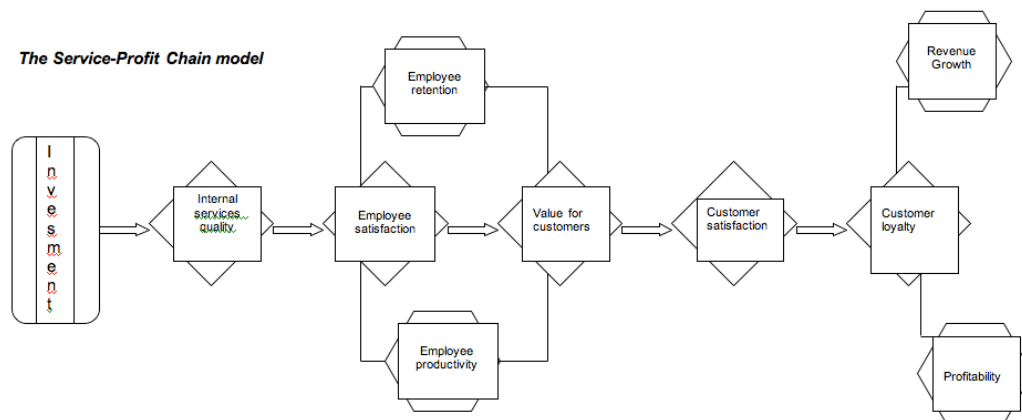 The Service-Profit Chain model
Invesment
Internal
services
quality
Employee
satisfaction
Employee
retention
Employee
productivity
Value for
customers
Customer
satisfaction
Customer
loyalty
Revenue
Growth
Profitability